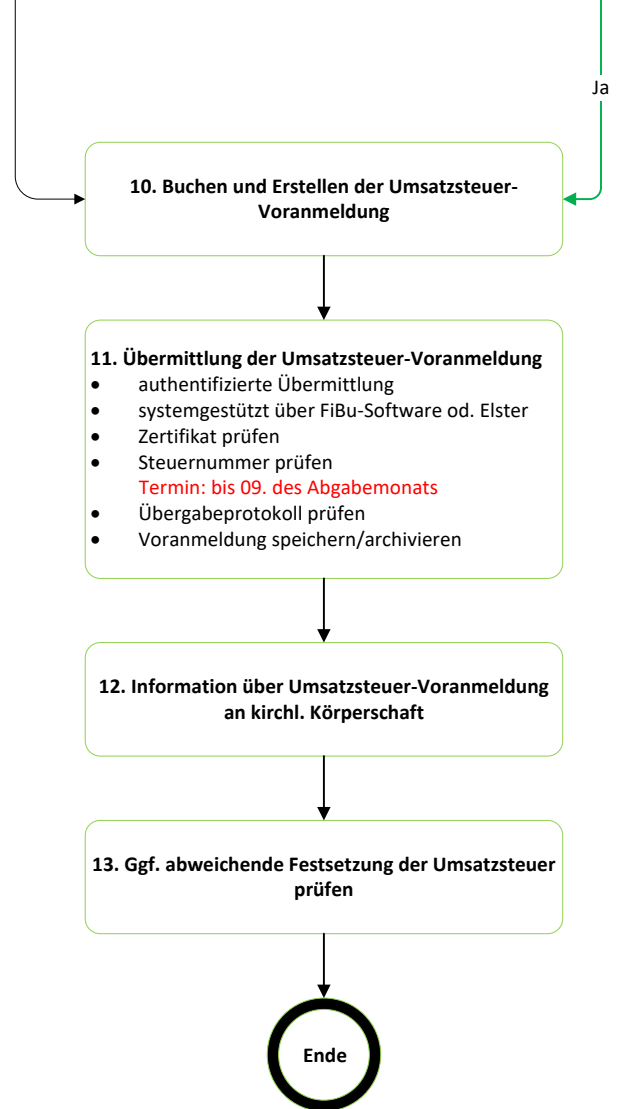 Ja
10. Buchen und Erstellen der Umsatzsteuer-
Voranmeldung
11. Übermittlung der Umsatzsteuer-Voranmeldung
• authentifizierte Übermittlung
• systemgestützt über FiBu-Software od. Elster
• Zertifikat prüfen
• Steuernummer prüfen
Termin: bis 09. des Abgabemonats
• Übergabeprotokoll prüfen
• Voranmeldung speichern/archivieren
12. Information über Umsatzsteuer-Voranmeldung
an kirchl. Körperschaft
13. Ggf. abweichende Festsetzung der Umsatzsteuer
prüfen
Ende